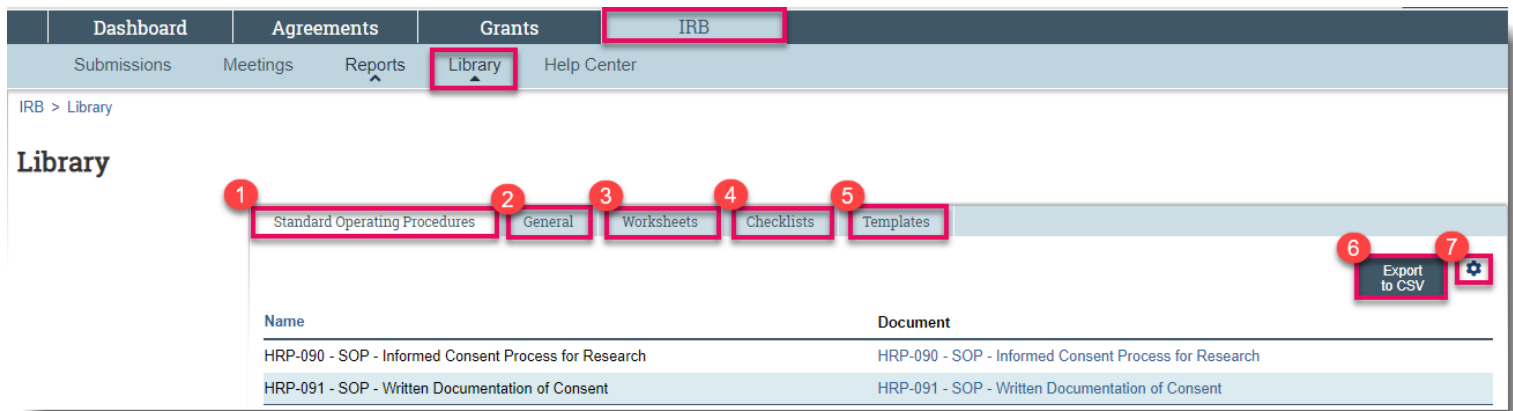 Dashboard Agreements Grants IRB
Submissions Meetings Reports Library Help Center
IRB > Library
Library
1 2 3 4 5
Standard Operating Procedures General Worksheets Checklists Templates
6 7
Export
to CSV
Name Document
HRP-090 - SOP - Informed Consent Process for Research HRP-090 - SOP - Informed Consent Process for Research
HRP-091 - SOP - Written Documentation of Consent HRP-091 - SOP - Written Documentation of Consent